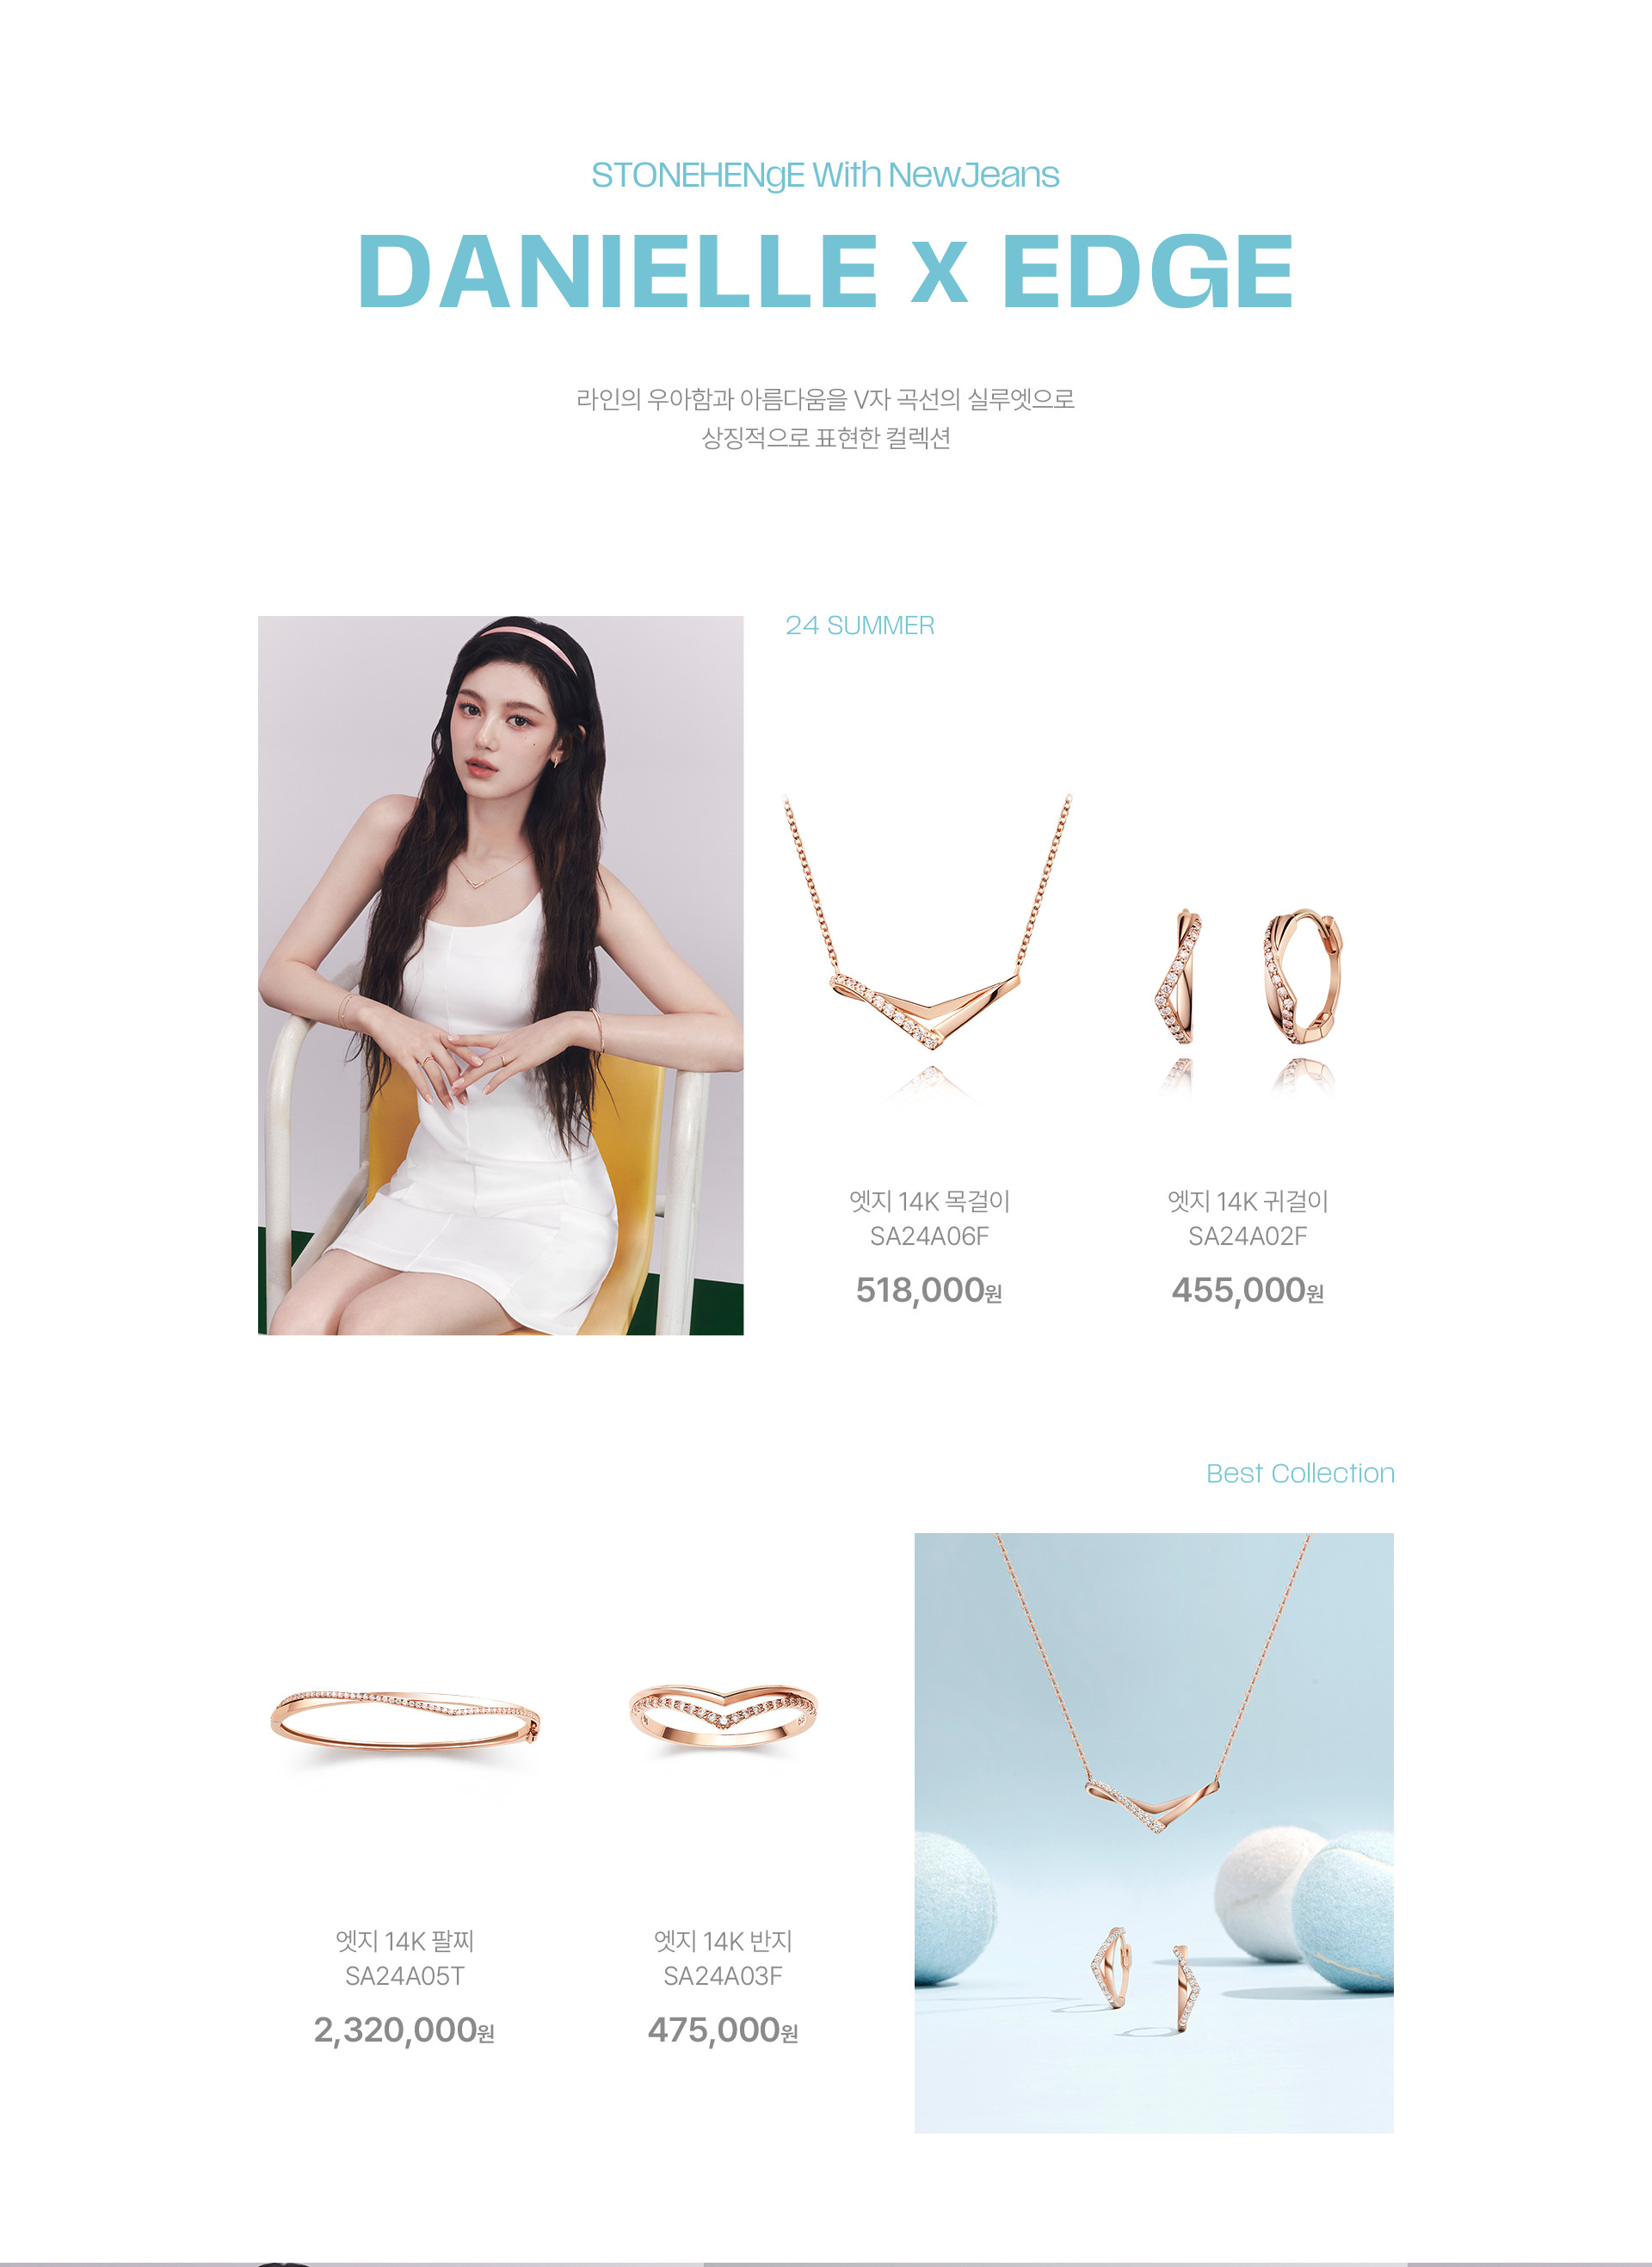 STONEHENgE With NewJeans
DANIELLE x EDGE
라인의 우아함과 아름다움을 V자 곡선의 실루엣으로
상징적으로 표현한 컬렉션
24 SUMMER
엣지 14K 목걸이
SA24A06F
518,000원
엣지 14K 귀걸이
SA24A02F
455,000원
Best Collection
엣지 14K 팔찌
SA24A05T
2,320,000원
엣지 14K 반지
SA24A03F
475,000원